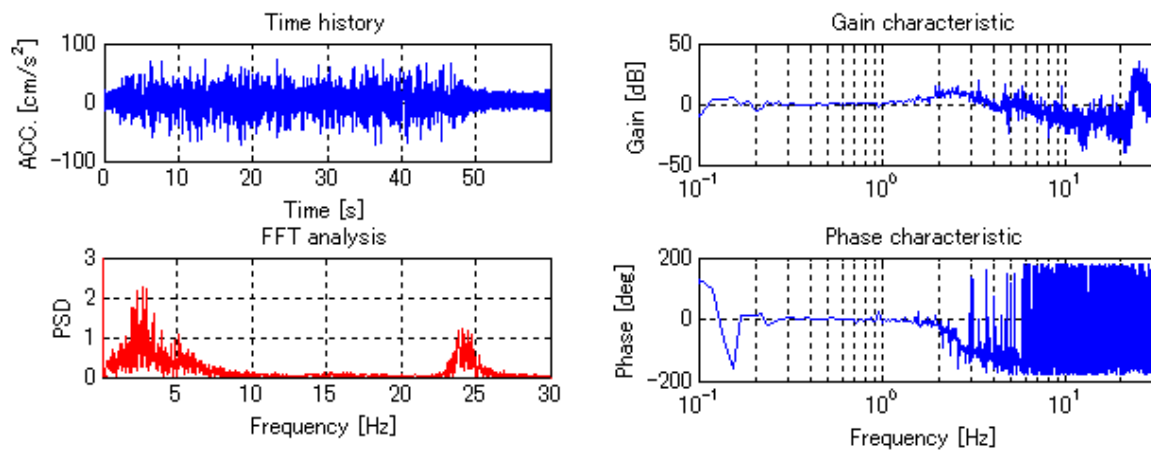 Time history
ACC. [cm/s²]
100
0
−100
0 10 20 30 40 50
Time [s]
FFT analysis
PSD
3
2
1
0
5 10 15 20 25 30
Frequency [Hz]
Gain characteristic
Gain [dB]
50
0
−50
10⁻¹ 10⁰ 10¹
Phase characteristic
Phase [deg]
200
0
−200
10⁻¹ 10⁰ 10¹
Frequency [Hz]